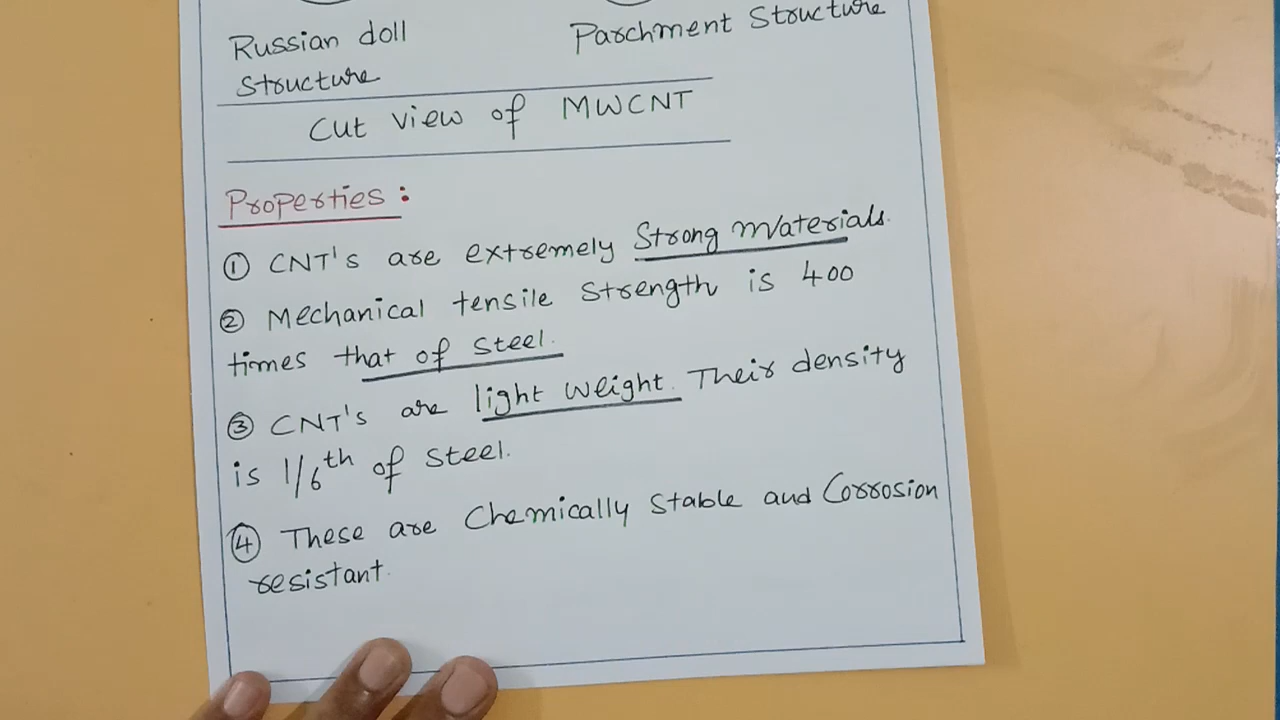 Russian doll
Structure
Parchment Structure
Cut view of MWCNT
Properties:
① CNT's are extremely Strong Materials.
② Mechanical tensile Strength is 400
times that of Steel.
③ CNT's are light weight. Their density
is 1/6th of Steel.
④ These are Chemically Stable and Corrosion
resistant.